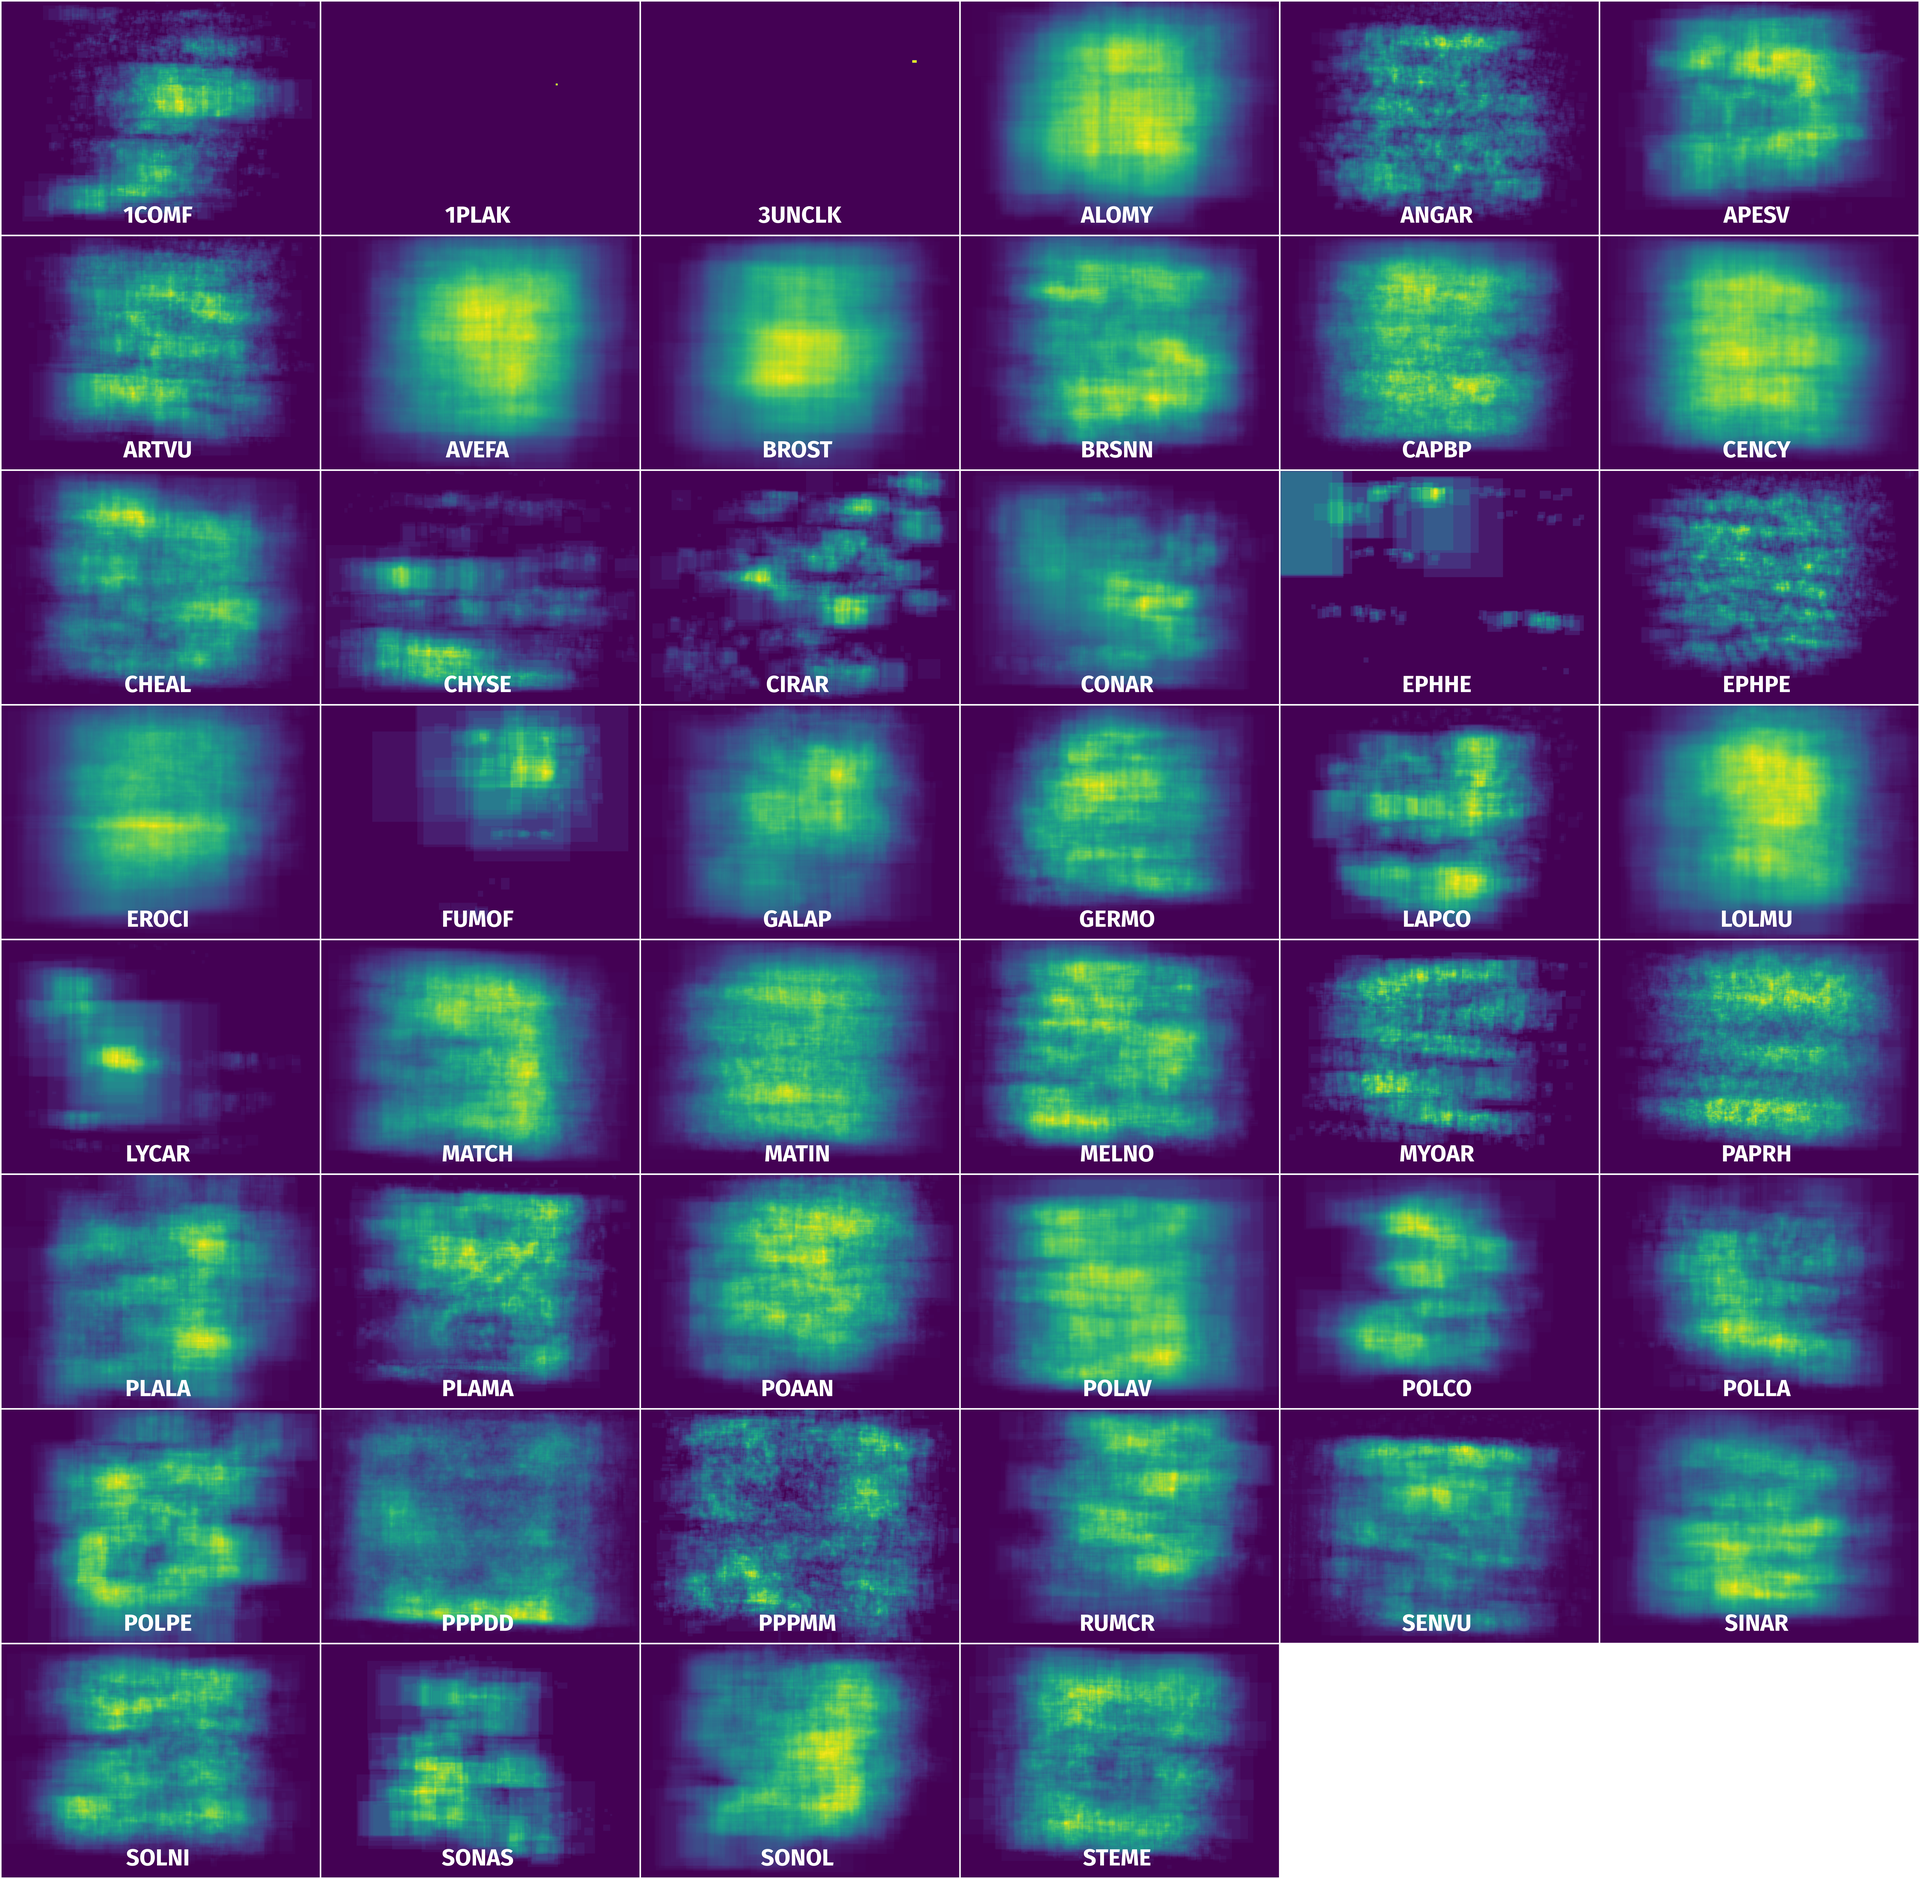 1COMF 1PLAK 3UNCLK ALOMY ANGAR APESV
ARTVU AVEFA BROST BRSNN CAPBP CENCY
CHEAL CHYSE CIRAR CONAR EPHHE EPHPE
EROCI FUMOF GALAP GERMO LAPCO LOLMU
LYCAR MATCH MATIN MELNO MYOAR PAPRH
PLALA PLAMA POAAN POLAV POLCO POLLA
POLPE PPPDD PPPMM RUMCR SENVU SINAR
SOLNI SONAS SONOL STEME